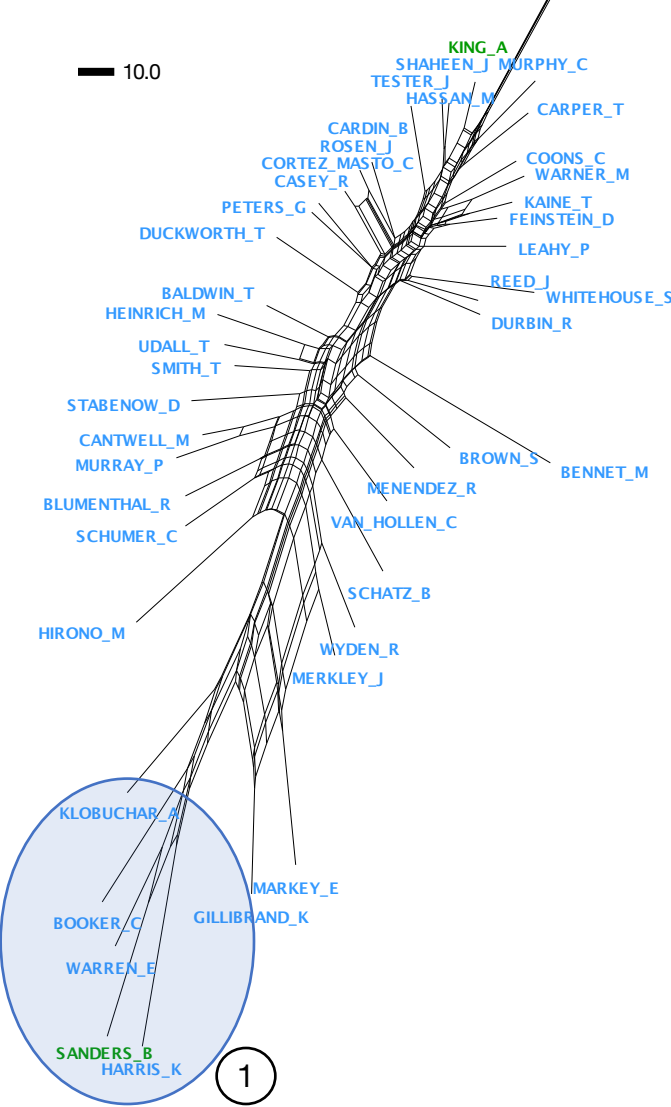 KING_A
SHAHEEN_J MURPHY_C
10.0
TESTER_J
HASSAN_M
CARPER_T
CARDIN_B
ROSEN_J
CORTEZ_MASTO_C
COONS_C
WARNER_M
CASEY_R
KAINE_T
PETERS_G
FEINSTEIN_D
DUCKWORTH_T
LEAHY_P
REED_J
BALDWIN_T
WHITEHOUSE_S
HEINRICH_M
DURBIN_R
UDALL_T
SMITH_T
STABENOW_D
CANTWELL_M
BROWN_S
MURRAY_P
BENNET_M
MENENDEZ_R
BLUMENTHAL_R
VAN_HOLLEN_C
SCHUMER_C
SCHATZ_B
HIRONO_M
WYDEN_R
MERKLEY_J
KLOBUCHAR_A
MARKEY_E
GILLIBRAND_K
BOOKER_C
WARREN_E
SANDERS_B
HARRIS_K
1